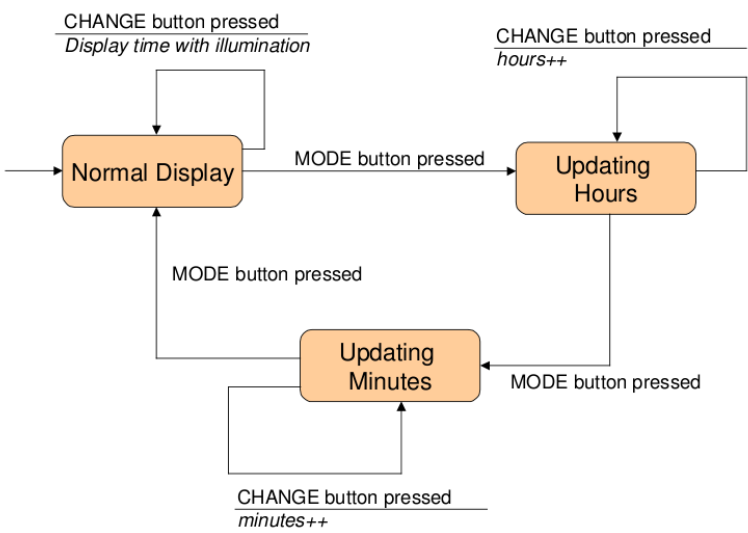 CHANGE button pressed
Display time with illumination
CHANGE button pressed
hours++
Normal Display
MODE button pressed
Updating
Hours
MODE button pressed
Updating
Minutes
MODE button pressed
CHANGE button pressed
minutes++